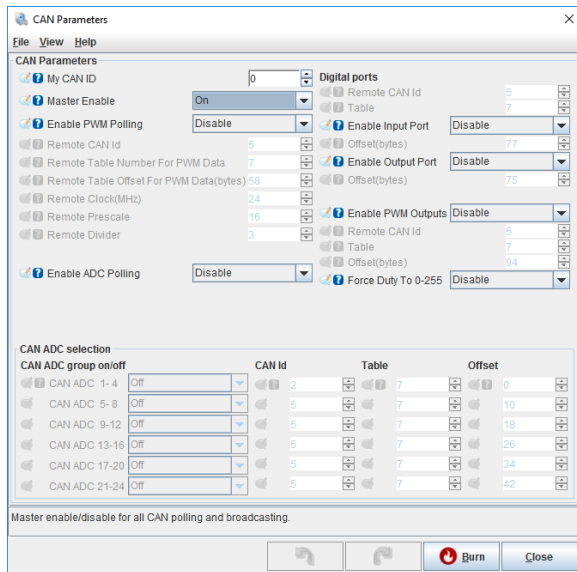 CAN Parameters
File View Help
CAN Parameters
My CAN ID 0
Master Enable On
Enable PWM Polling Disable
Remote CAN Id 5
Remote Table Number For PWM Data 7
Remote Table Offset For PWM Data(bytes) 58
Remote Clock(MHz) 24
Remote Prescale 16
Remote Divider 3
Enable ADC Polling Disable
Digital ports
Remote CAN Id 5
Table 7
Enable Input Port Disable
Offset(bytes) 77
Enable Output Port Disable
Offset(bytes) 75
Enable PWM Outputs Disable
Remote CAN Id 5
Table 7
Offset(bytes) 94
Force Duty To 0-255 Disable
CAN ADC selection
CAN ADC group on/off CAN Id Table Offset
CAN ADC 1- 4 Off 2 7 0
CAN ADC 5- 8 Off 5 7 10
CAN ADC 9-12 Off 5 7 18
CAN ADC 13-16 Off 5 7 26
CAN ADC 17-20 Off 5 7 34
CAN ADC 21-24 Off 5 7 42
Master enable/disable for all CAN polling and broadcasting.
Burn Close